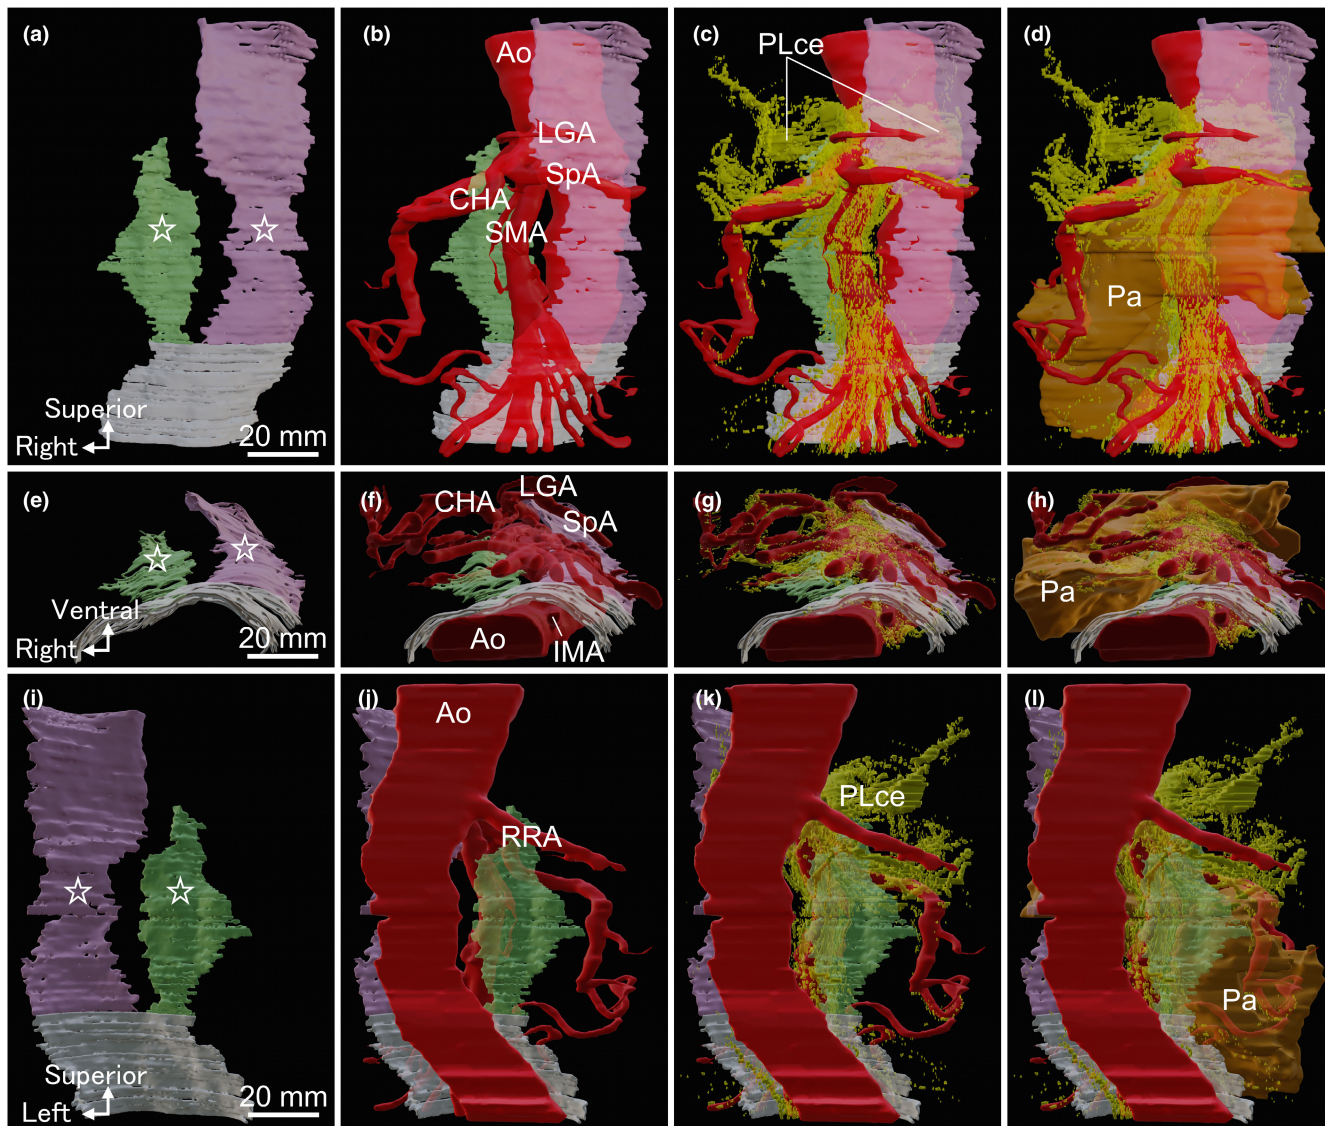 (a)
Superior
Right
20 mm
(b)
Ao
LGA
SpA
CHA
SMA
(c)
PLce
(d)
Pa
(e)
Ventral
Right
20 mm
(f)
CHA
LGA
SpA
Ao
IMA
(g)
(h)
Pa
(i)
Superior
Left
20 mm
(j)
Ao
RRA
(k)
PLce
(l)
Pa